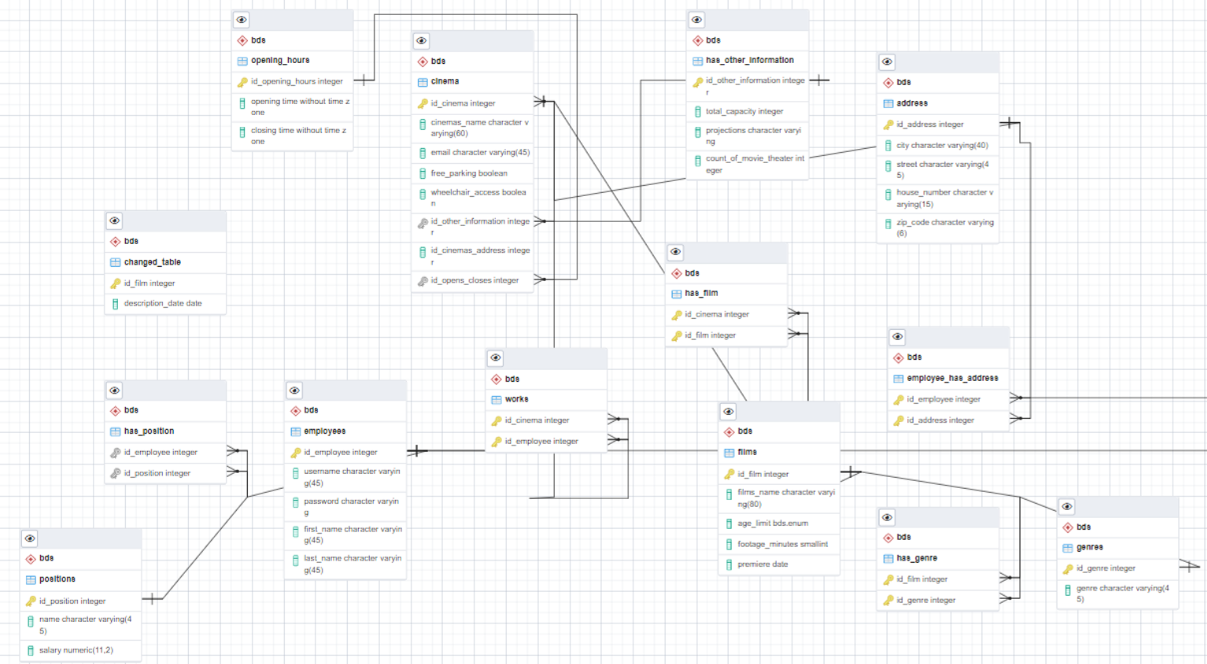 bds
opening_hours
id_opening_hours integer
opening time without time z
one
closing time without time z
one
bds
cinema
id_cinema integer
cinemas_name character v
arying(60)
email character varying(45)
free_parking boolean
wheelchair_access boolea
n
id_other_information intege
r
id_cinemas_address intege
r
id_opens_closes integer
bds
has_other_information
id_other_information intege
r
total_capacity integer
projections character varyi
ng
count_of_movie_theater int
eger
bds
address
id_address integer
city character varying(40)
street character varying(4
5)
house_number character v
arying(15)
zip_code character varying
(6)
bds
changed_table
id_film integer
description_date date
bds
has_film
id_cinema integer
id_film integer
bds
employee_has_address
id_employee integer
id_address integer
bds
works
id_cinema integer
id_employee integer
bds
has_position
id_employee integer
id_position integer
bds
employees
id_employee integer
username character varyin
g(45)
password character varyin
g
first_name character varyin
g(45)
last_name character varyin
g(45)
bds
films
id_film integer
films_name character varyi
ng(80)
age_limit bds.enum
footage_minutes smallint
premiere date
bds
has_genre
id_film integer
id_genre integer
bds
genres
id_genre integer
genre character varying(4
5)
bds
positions
id_position integer
name character varying(4
5)
salary numeric(11,2)